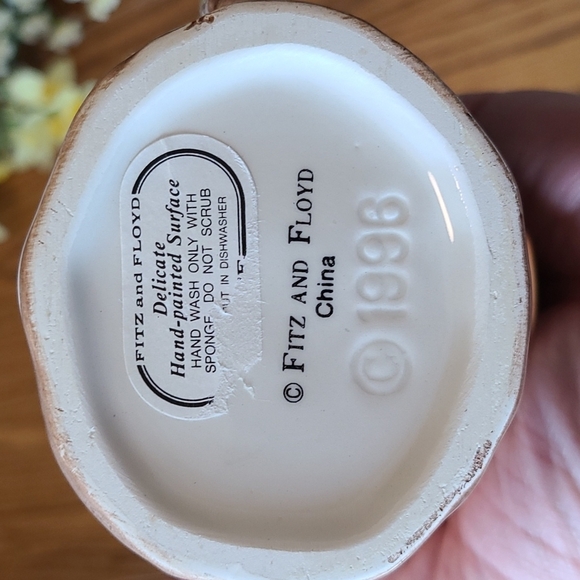 FITZ and FLOYD
Delicate
Hand-painted Surface
HAND WASH ONLY WITH
SPONGE DO NOT SCRUB
UT IN DISHWASHER
© FITZ AND FLOYD
China
© 1996